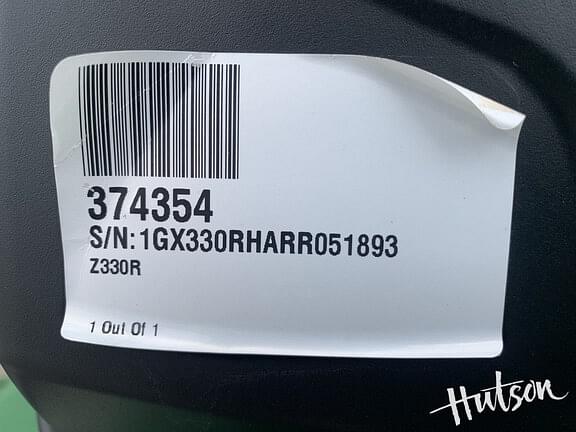 374354
S/N:1GX330RHARR051893
Z330R
1 Out Of 1
Hutson